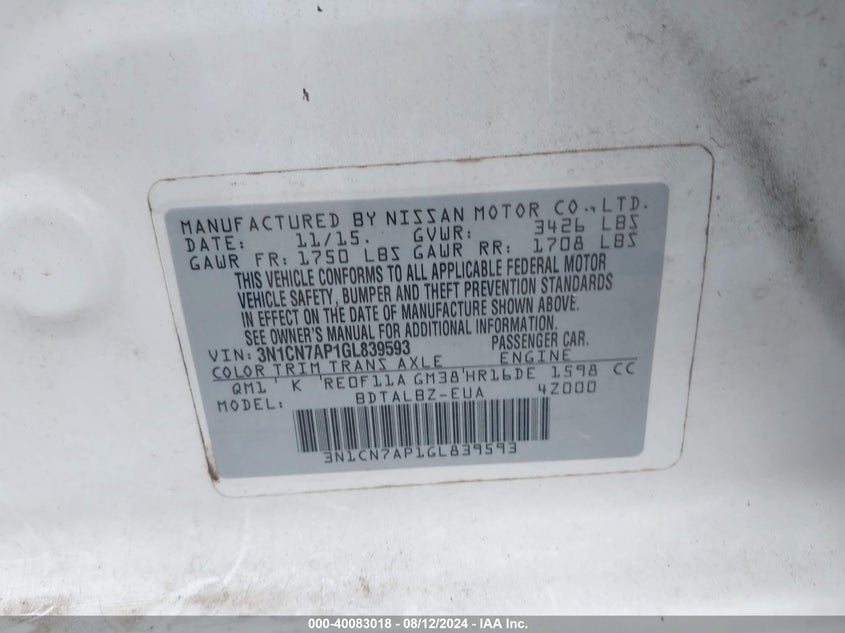 MANUFACTURED BY NISSAN MOTOR CO., LTD.
DATE: 11/15. GVWR: 3426 LBS
GAWR FR: 1750 LBS GAWR RR: 1708 LBS
THIS VEHICLE CONFORMS TO ALL APPLICABLE FEDERAL MOTOR
VEHICLE SAFETY, BUMPER AND THEFT PREVENTION STANDARDS
IN EFFECT ON THE DATE OF MANUFACTURE SHOWN ABOVE.
SEE OWNER'S MANUAL FOR ADDITIONAL INFORMATION.
VIN: 3N1CN7AP1GL839593 PASSENGER CAR.
COLOR TRIM TRANS AXLE ENGINE
QM1 ' K 'RE0F11A GM38'HR16DE 1598 CC
MODEL: BDTALBZ-EUA 4Z000
3N1CN7AP1GL839593
000-40083018 - 08/12/2024 - IAA Inc.